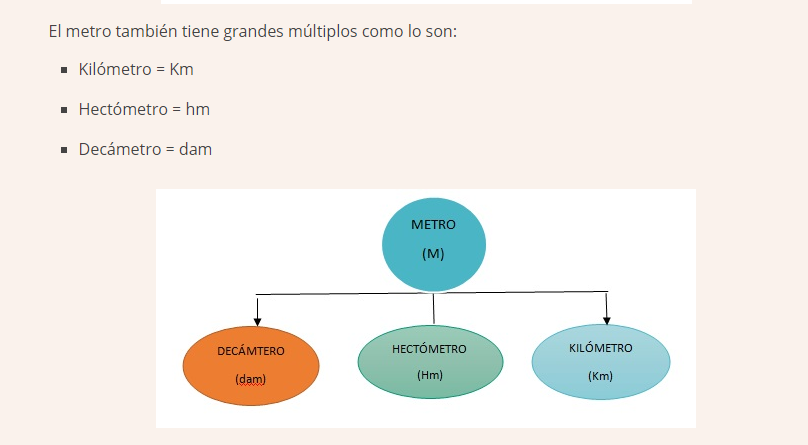 El metro también tiene grandes múltiplos como lo son:
▪ Kilómetro = Km
▪ Hectómetro = hm
▪ Decámetro = dam
METRO
(M)
DECÁMTERO
(dam)
HECTÓMETRO
(Hm)
KILÓMETRO
(Km)